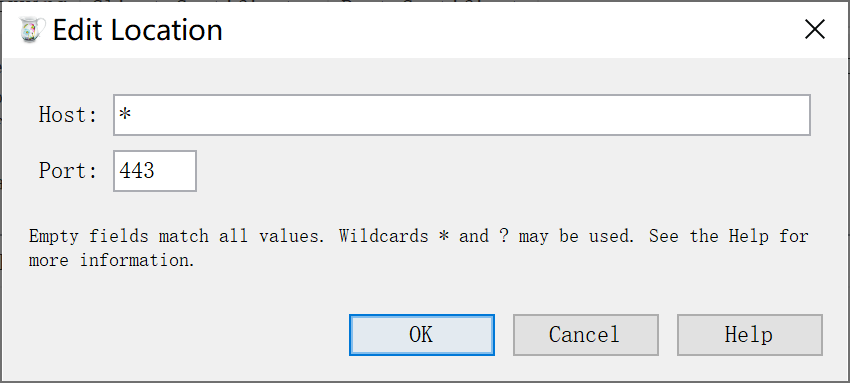 Edit Location
Host: *
Port: 443
Empty fields match all values. Wildcards * and ? may be used. See the Help for
more information.
OK Cancel Help